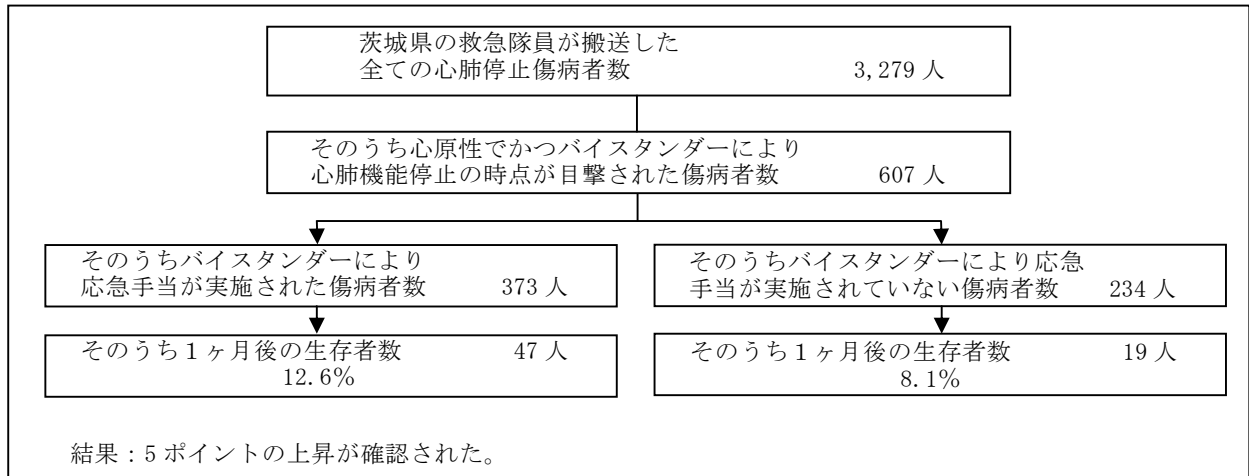 茨城県の救急隊員が搬送した
全ての心肺停止傷病者数 3,279 人
そのうち心原性でかつバイスタンダーにより
心肺機能停止の時点が目撃された傷病者数 607 人
そのうちバイスタンダーにより
応急手当が実施された傷病者数 373 人
そのうちバイスタンダーにより応急
手当が実施されていない傷病者数 234 人
そのうち１ヶ月後の生存者数 47 人
12.6%
そのうち１ヶ月後の生存者数 19 人
8.1%
結果：5 ポイントの上昇が確認された。